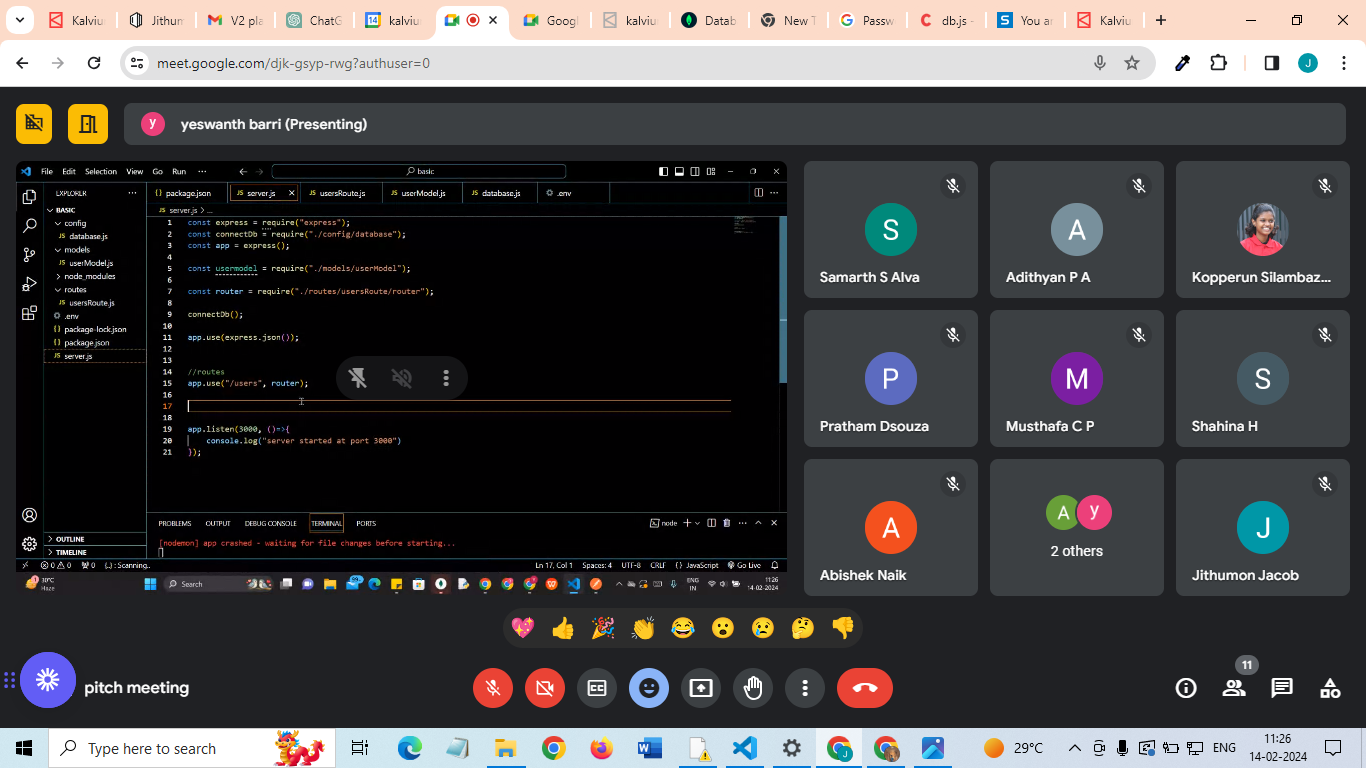 Kalviu
Jithum
V2 pla
ChatG
kalviu
Googl
kalviu
Datab
New T
Passw
db.js -
You ar
Kalviu
meet.google.com/djk-gsyp-rwg?authuser=0
J
y
yeswanth barri (Presenting)
File Edit Selection View Go Run ...
basic
EXPLORER
package.json
server.js
usersRoute.js
userModel.js
database.js
.env
BASIC
config
database.js
models
userModel.js
node_modules
routes
usersRoute.js
.env
package-lock.json
package.json
server.js
OUTLINE
TIMELINE
server.js > ...
1 const express = require("express");
2 const connectDb = require("./config/database");
3 const app = express();
4
5 const usermodel = require("./models/userModel");
6
7 const router = require("./routes/usersRoute/router");
8
9 connectDb();
10
11 app.use(express.json());
12
13
14 //routes
15 app.use("/users", router);
16
17
18
19 app.listen(3000, ()=>{
20 console.log("server started at port 3000")
21 });
PROBLEMS OUTPUT DEBUG CONSOLE TERMINAL PORTS
node
[nodemon] app crashed - waiting for file changes before starting...
0 0 0 Scanning.. Ln 17, Col 1 Spaces: 4 UTF-8 CRLF JavaScript Go Live
30°C
Haze
Search
99+
ENG
IN
11:26
14-02-2024
S
Samarth S Alva
A
Adithyan P A
Kopperun Silambaz...
P
Pratham Dsouza
M
Musthafa C P
S
Shahina H
A
Abishek Naik
A y
2 others
J
Jithumon Jacob
pitch meeting
CC
11
Type here to search
29°C
ENG
11:26
14-02-2024